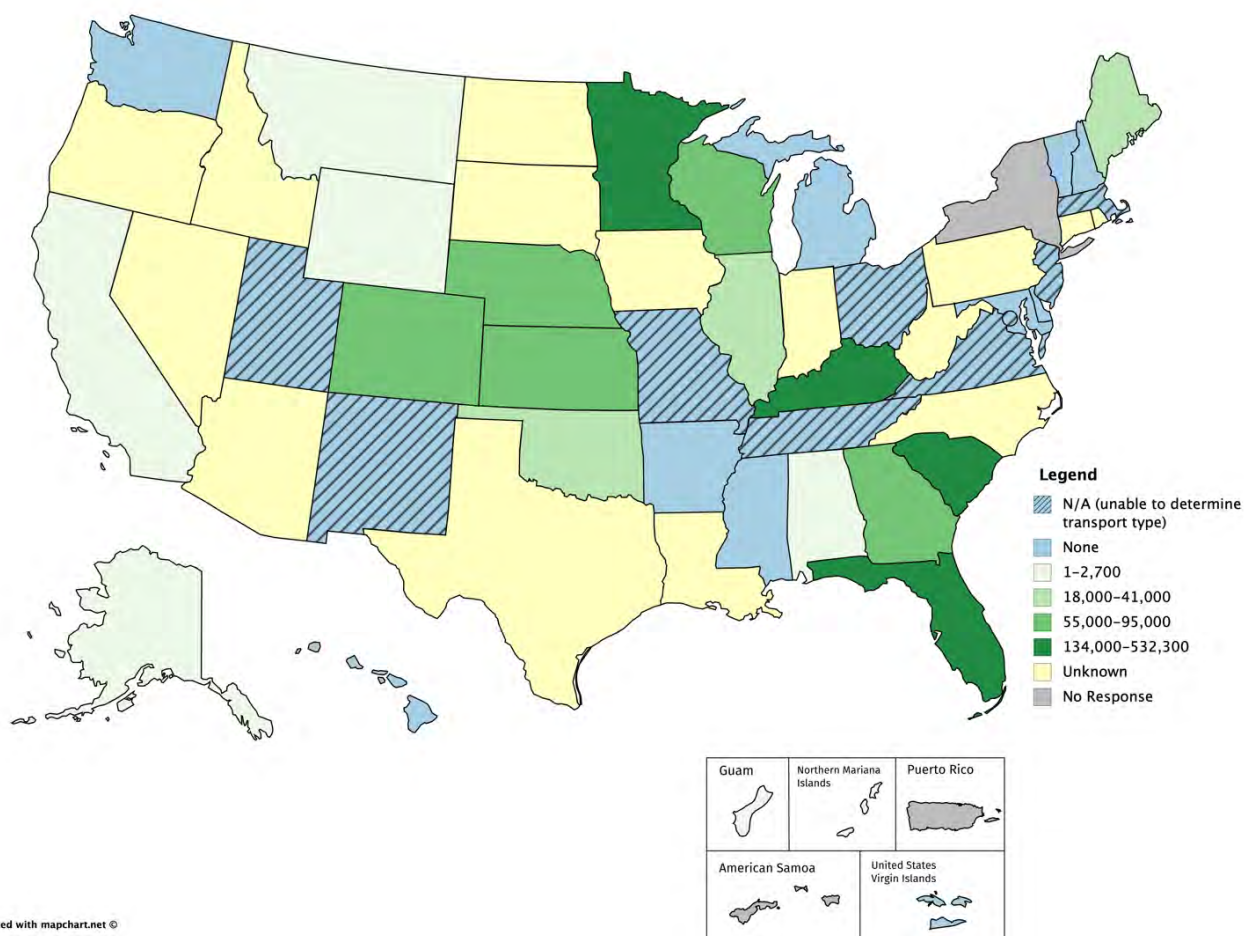 Legend
N/A (unable to determine
transport type)
None
1–2,700
18,000–41,000
55,000–95,000
134,000–532,300
Unknown
No Response
Guam
Northern Mariana
Islands
Puerto Rico
American Samoa
United States
Virgin Islands
ed with mapchart.net ©